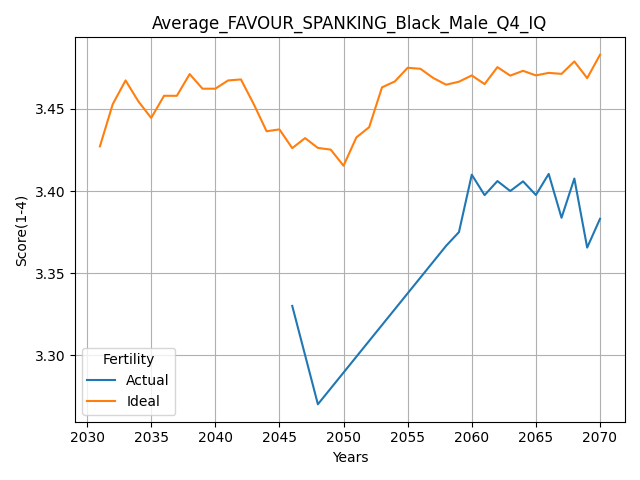 Average_FAVOUR_SPANKING_Black_Male_Q4_IQ
Score(1-4)
3.45
3.40
3.35
3.30
Fertility
Actual
Ideal
2030 2035 2040 2045 2050 2055 2060 2065 2070
Years